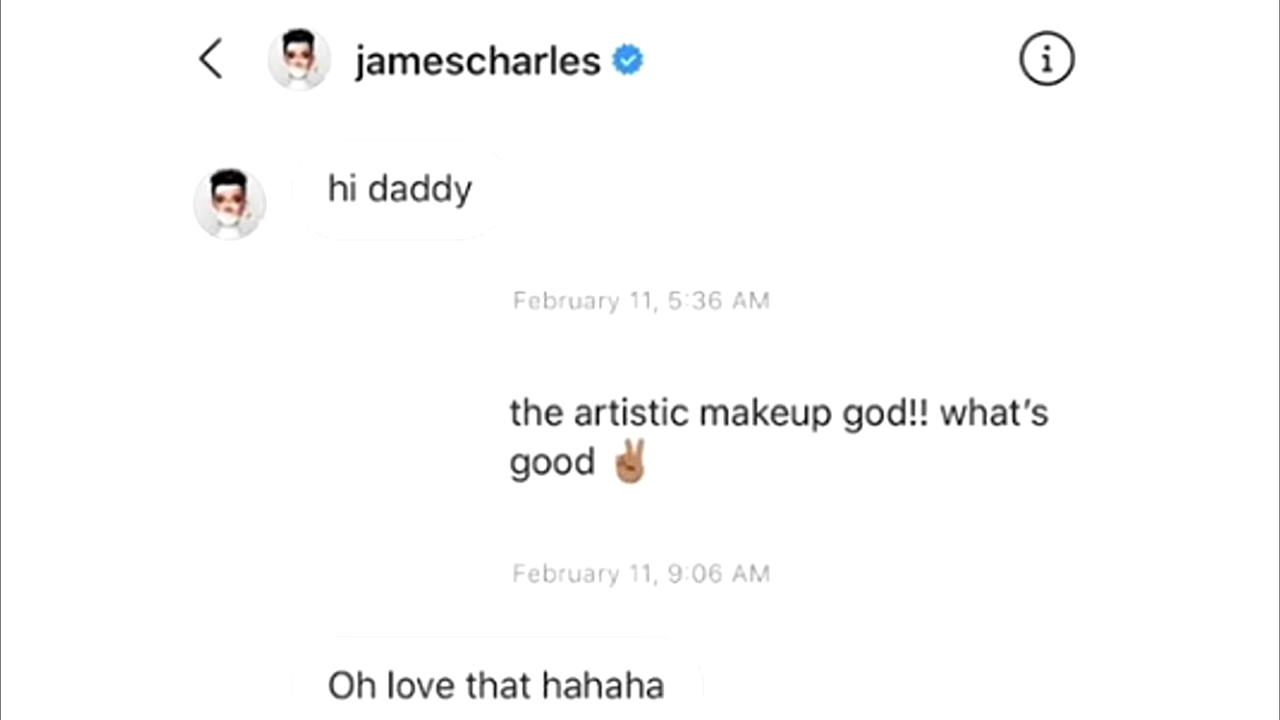 jamescharles
hi daddy
February 11, 5:36 AM
the artistic makeup god!! what's
good ✌🏽
February 11, 9:06 AM
Oh love that hahaha